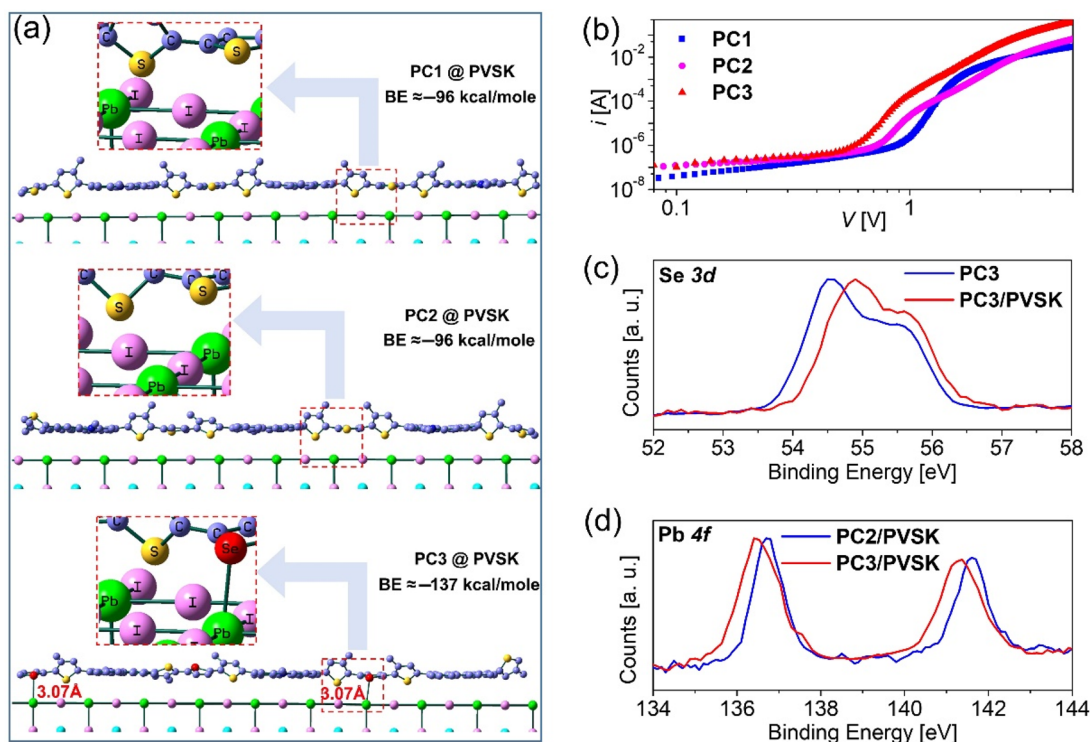 (a)
C
C
C
C
S
S
I
Pb
I
I
I
Pb
PC1 @ PVSK
BE ≈–96 kcal/mole
C
C
C
C
S
S
I
Pb
I
Pb
PC2 @ PVSK
BE ≈–96 kcal/mole
C
C
C
S
Se
Pb
I
I
I
Pb
PC3 @ PVSK
BE ≈–137 kcal/mole
3.07Å
3.07Å
(b)
PC1
PC2
PC3
i [A]
10⁻²
10⁻⁴
10⁻⁶
10⁻⁸
0.1
1
V [V]
(c)
Se 3d
PC3
PC3/PVSK
Counts [a. u.]
52 53 54 55 56 57 58
Binding Energy [eV]
(d)
Pb 4f
PC2/PVSK
PC3/PVSK
Counts [a. u.]
134 136 138 140 142 144
Binding Energy [eV]